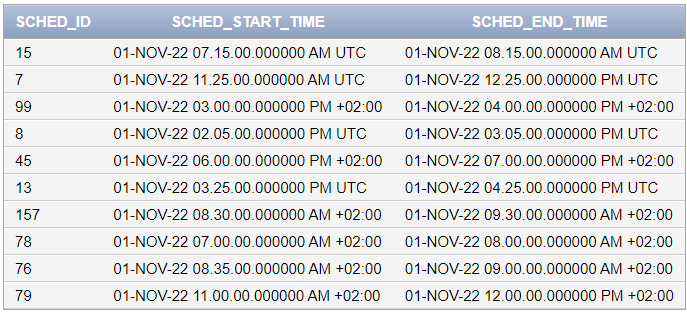 SCHED_ID SCHED_START_TIME SCHED_END_TIME
15 01-NOV-22 07.15.00.000000 AM UTC 01-NOV-22 08.15.00.000000 AM UTC
7 01-NOV-22 11.25.00.000000 AM UTC 01-NOV-22 12.25.00.000000 PM UTC
99 01-NOV-22 03.00.00.000000 PM +02:00 01-NOV-22 04.00.00.000000 PM +02:00
8 01-NOV-22 02.05.00.000000 PM UTC 01-NOV-22 03.05.00.000000 PM UTC
45 01-NOV-22 06.00.00.000000 PM +02:00 01-NOV-22 07.00.00.000000 PM +02:00
13 01-NOV-22 03.25.00.000000 PM UTC 01-NOV-22 04.25.00.000000 PM UTC
157 01-NOV-22 08.30.00.000000 AM +02:00 01-NOV-22 09.30.00.000000 AM +02:00
78 01-NOV-22 07.00.00.000000 AM +02:00 01-NOV-22 08.00.00.000000 AM +02:00
76 01-NOV-22 08.35.00.000000 AM +02:00 01-NOV-22 09.00.00.000000 AM +02:00
79 01-NOV-22 11.00.00.000000 AM +02:00 01-NOV-22 12.00.00.000000 PM +02:00